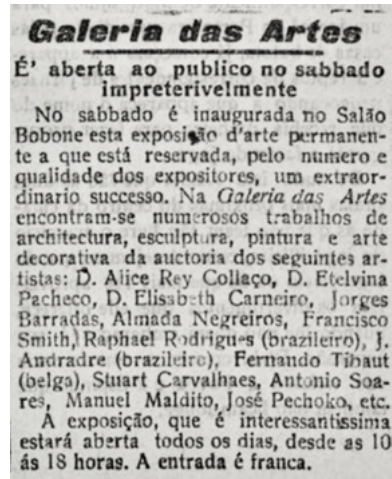 Galeria das Artes
É' aberta ao publico no sabbado
impreterivelmente
No sabbado é inaugurada no Salão
Bobone esta exposição d'arte permanen-
te a que está reservada, pelo numero e
qualidade dos expositores, um extraor-
dinario successo. Na Galeria das Artes
encontram-se numerosos trabalhos de
architectura, esculptura, pintura e arte
decorativa da auctoria dos seguintes ar-
tistas: D. Alice Rey Collaço, D. Etelvina
Pacheco, D. Elisabeth Carneiro, Jorges
Barradas, Almada Negreiros, Francisco
Smith, Raphael Rodrigues (brazileiro), J.
Andradre (brazileiro), Fernando Tibaut
(belga), Stuart Carvalhaes, Antonio Soa-
res, Manuel Maldito, José Pechoko, etc.
A exposição, que é interessantissima
estará aberta todos os dias, desde as 10
ás 18 horas. A entrada é franca.